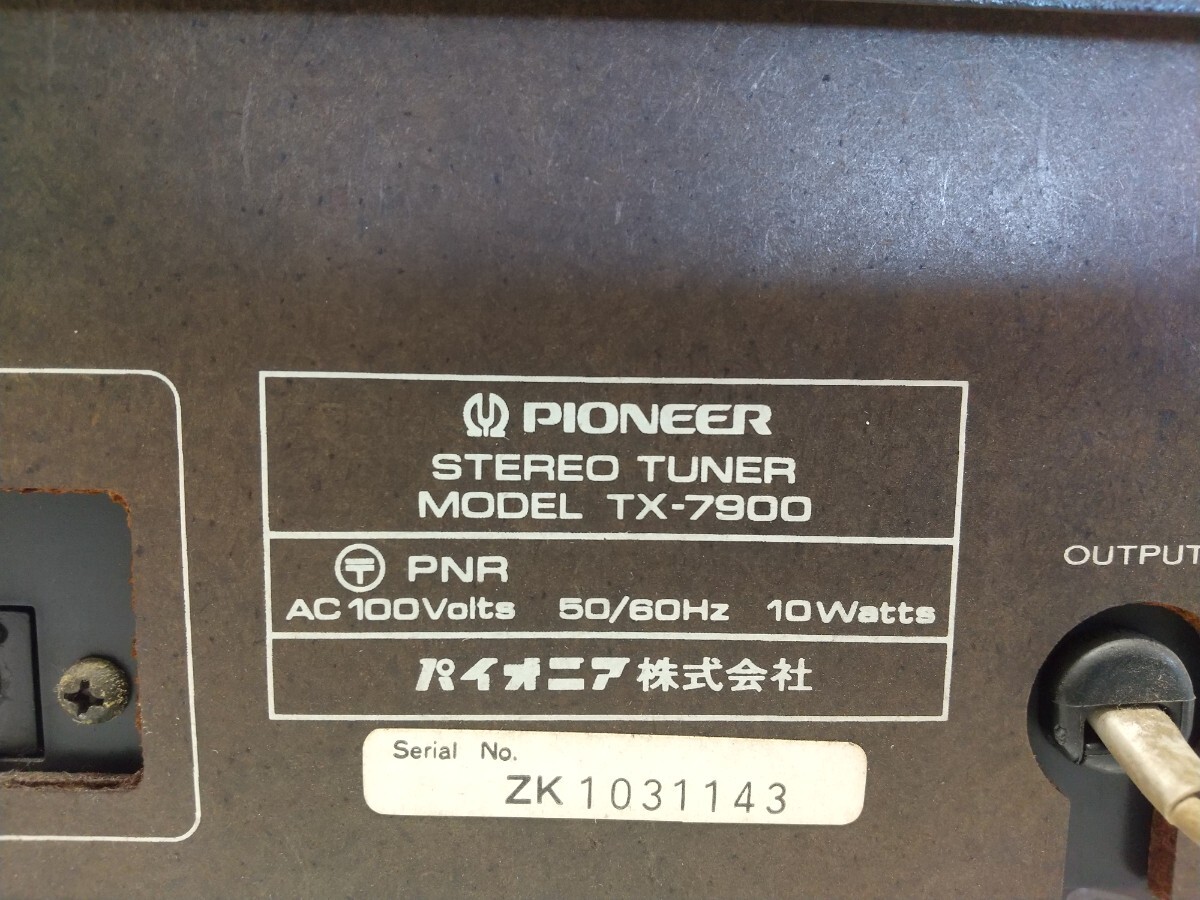 PIONEER
STEREO TUNER
MODEL TX-7900
〒 PNR
AC 100Volts 50/60Hz 10Watts
パイオニア株式会社
OUTPUT
Serial No.
ZK 1031143